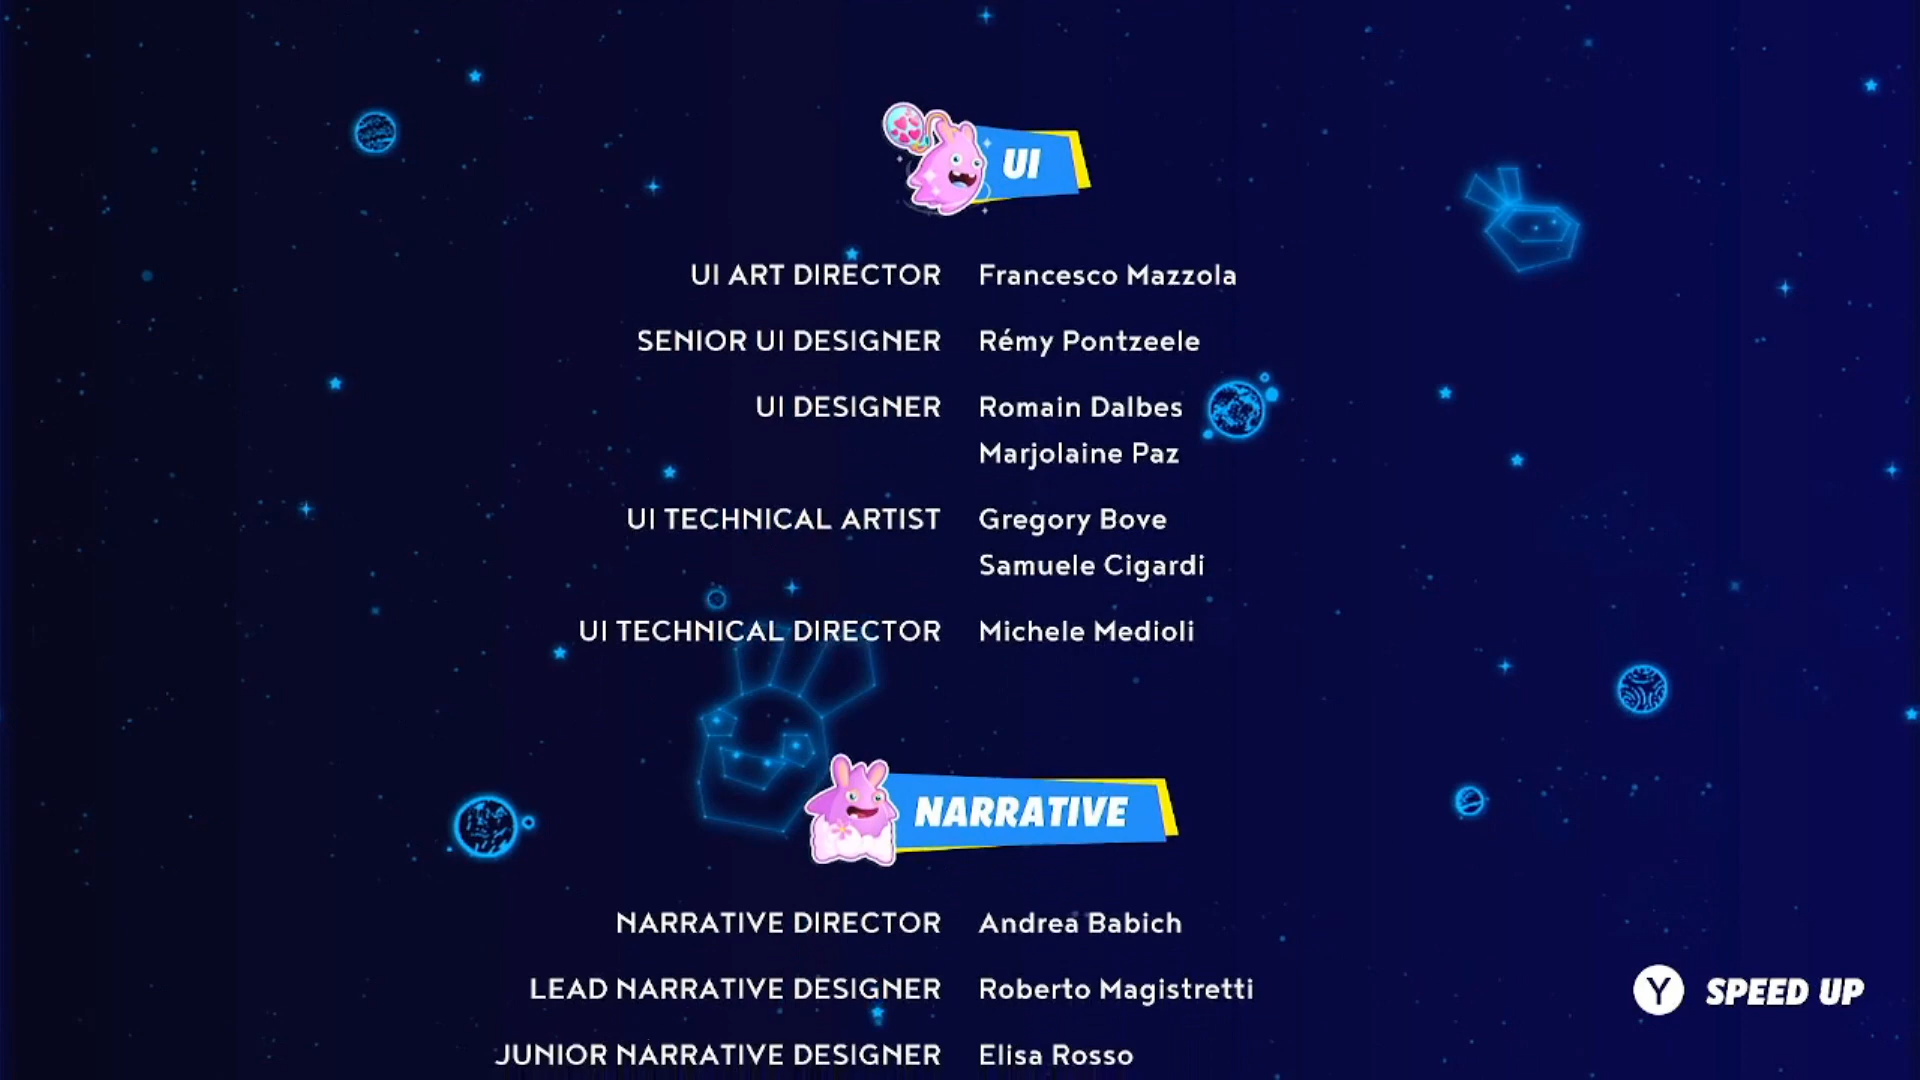 UI
UI ART DIRECTOR Francesco Mazzola
SENIOR UI DESIGNER Rémy Pontzeele
UI DESIGNER Romain Dalbes
Marjolaine Paz
UI TECHNICAL ARTIST Gregory Bove
Samuele Cigardi
UI TECHNICAL DIRECTOR Michele Medioli
NARRATIVE
NARRATIVE DIRECTOR Andrea Babich
LEAD NARRATIVE DESIGNER Roberto Magistretti
Y SPEED UP
JUNIOR NARRATIVE DESIGNER Elisa Rosso